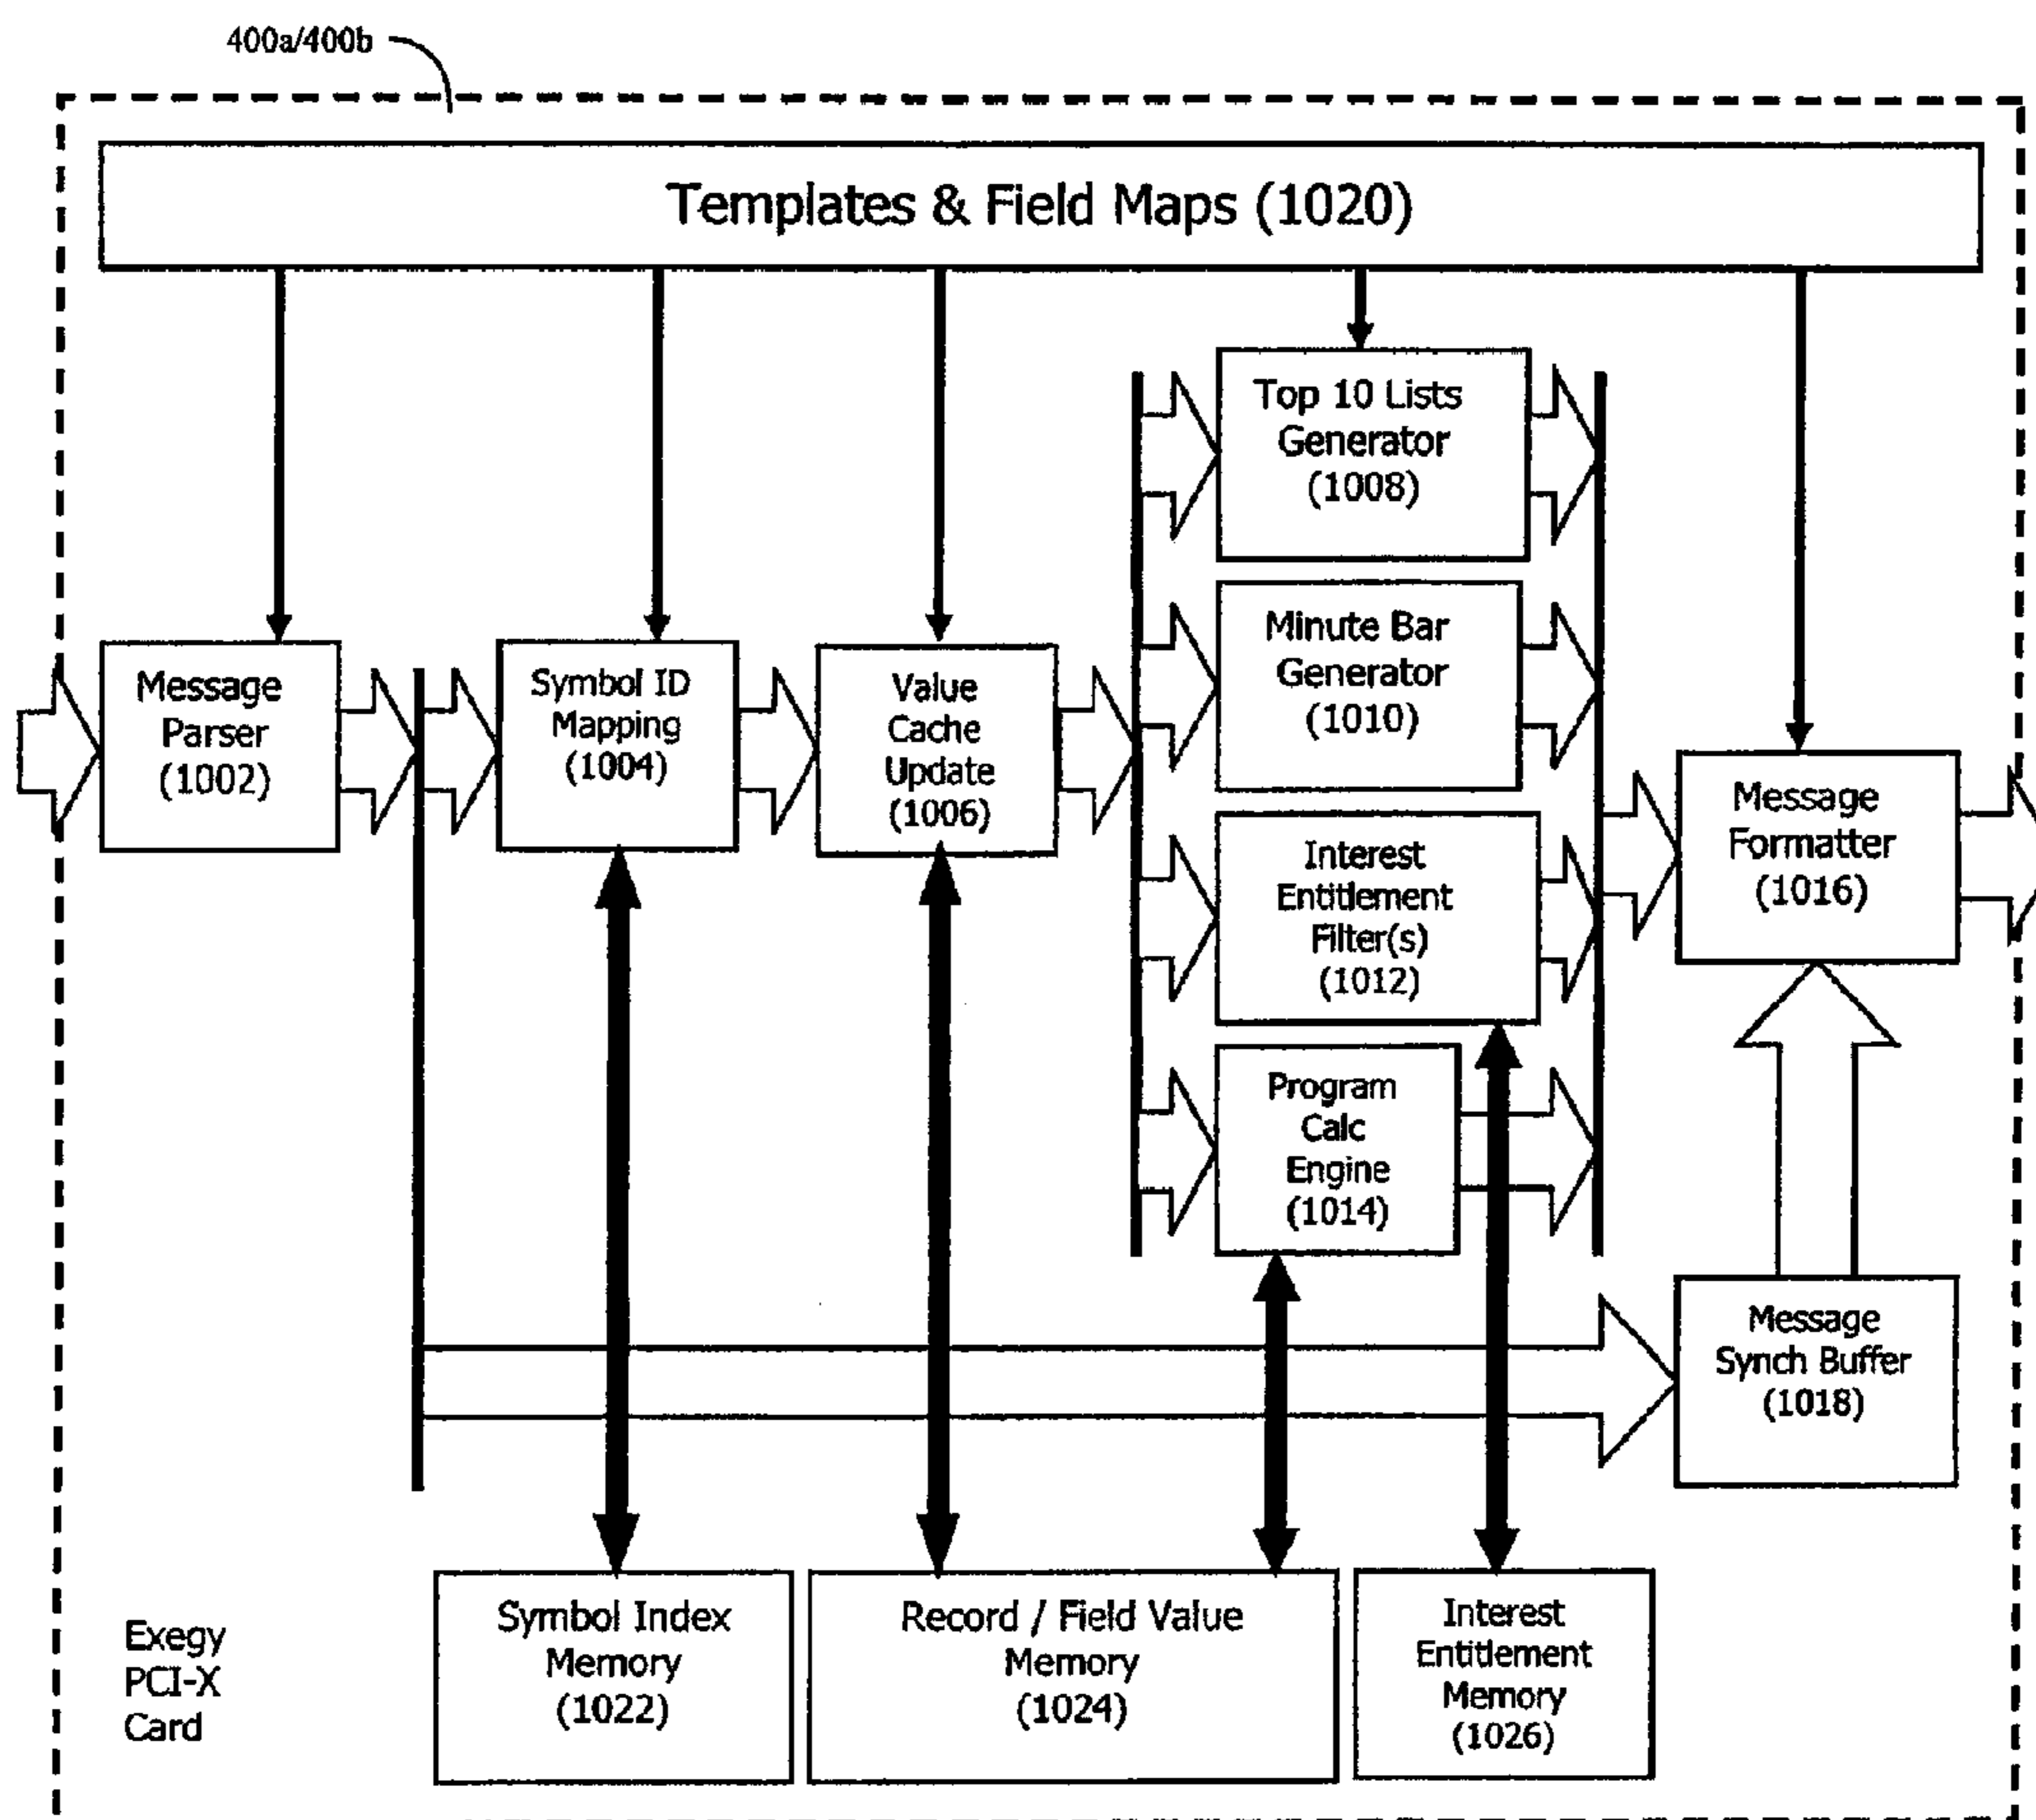 400a/400b
Templates & Field Maps (1020)
Top 10 Lists
Generator
(1008)
Message
Parser
(1002)
Symbol ID
Mapping
(1004)
Value
Cache
Update
(1006)
Minute Bar
Generator
(1010)
Interest
Entitlement
Filter(s)
(1012)
Program
Calc
Engine
(1014)
Message
Formatter
(1016)
Message
Synch Buffer
(1018)
Exegy
PCI-X
Card
Symbol Index
Memory
(1022)
Record / Field Value
Memory
(1024)
Interest
Entitlement
Memory
(1026)